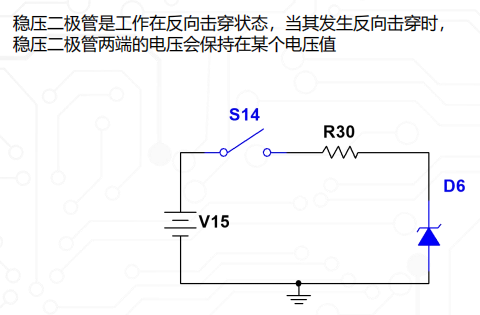 稳压二极管是工作在反向击穿状态，当其发生反向击穿时，
稳压二极管两端的电压会保持在某个电压值
S14
R30
D6
V15